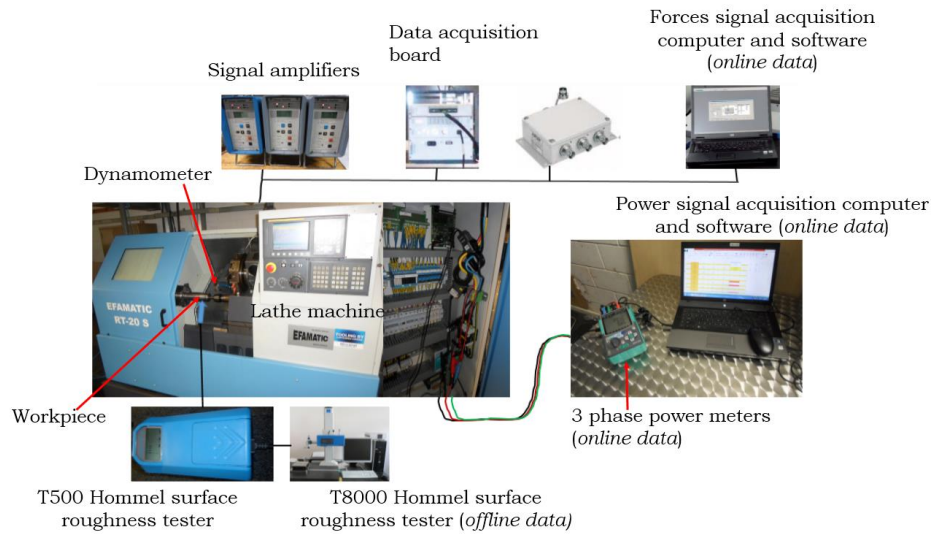 Forces signal acquisition
computer and software
(online data)
Data acquisition
board
Signal amplifiers
Dynamometer
Power signal acquisition computer
and software (online data)
EFAMATIC
RT-20 S
Lathe machine
EFAMATIC
Workpiece
3 phase power meters
(online data)
T500 Hommel surface
roughness tester
T8000 Hommel surface
roughness tester (offline data)